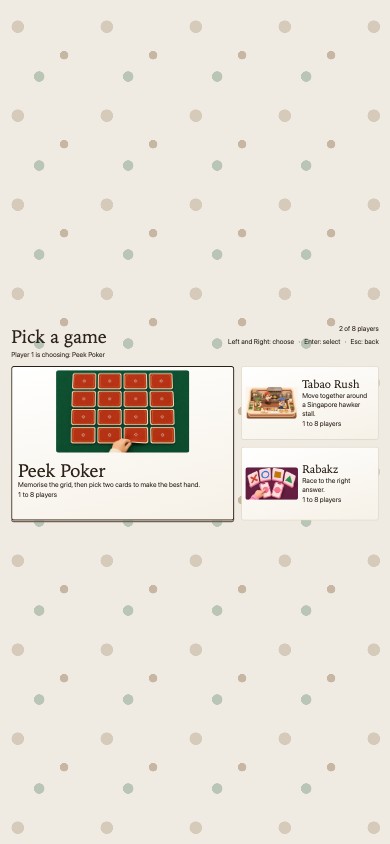 2 of 8 players
Pick a game
Left and Right: choose · Enter: select · Esc: back
Player 1 is choosing: Peek Poker
Peek Poker
Memorise the grid, then pick two cards to make the best hand.
1 to 8 players
Tabao Rush
Move together around
a Singapore hawker
stall.
1 to 8 players
Rabakz
Race to the right
answer.
1 to 8 players